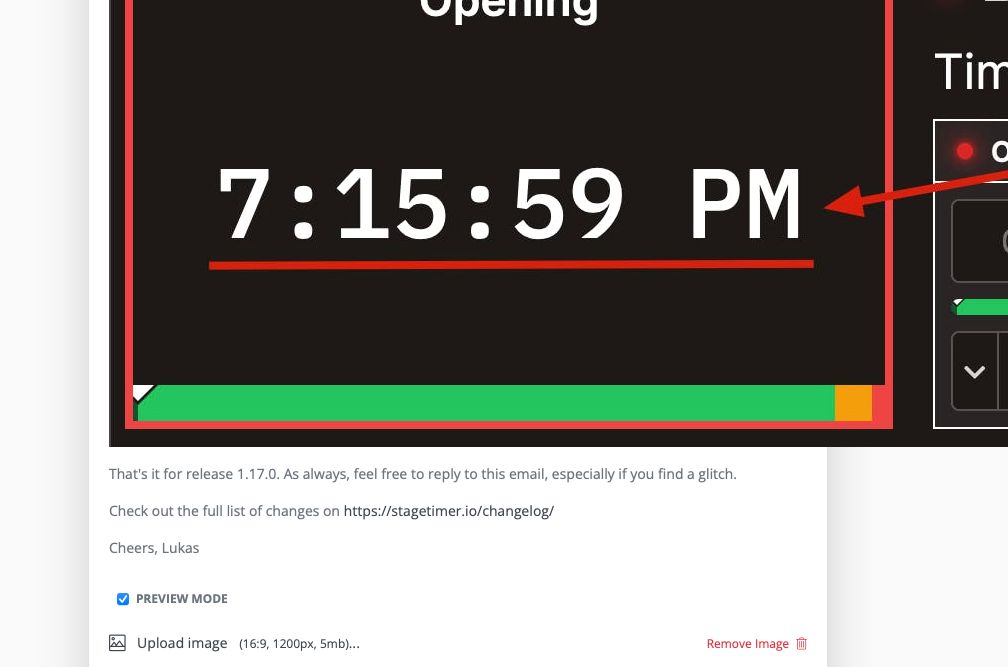 Opening
Tim
7:15:59 PM
That's it for release 1.17.0. As always, feel free to reply to this email, especially if you find a glitch.
Check out the full list of changes on https://stagetimer.io/changelog/
Cheers, Lukas
PREVIEW MODE
Upload image (16:9, 1200px, 5mb)...
Remove Image